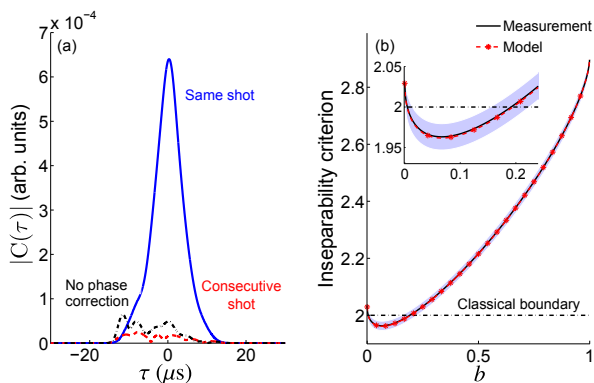 x 10⁻⁴
(a)
7
6
5
4
3
2
1
0
|C(τ)| (arb. units)
Same shot
No phase
correction
Consecutive
shot
−20
0
20
τ (μs)
Measurement
Model
(b)
2.05
2
1.95
0
0.1
0.2
2.8
2.6
2.4
2.2
2
Inseparability criterion
Classical boundary
0
0.5
1
b